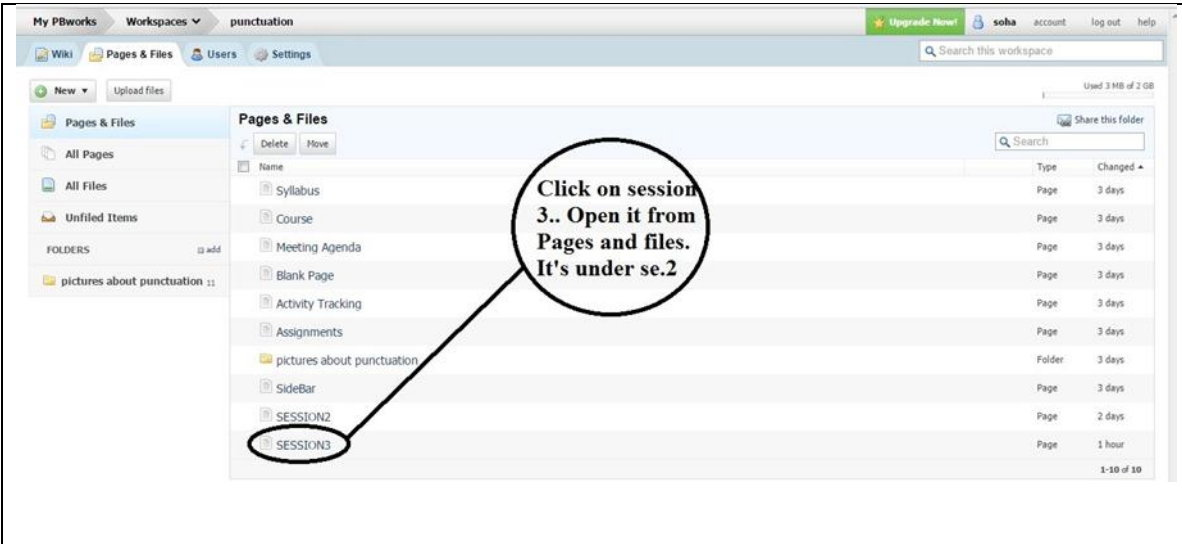 My PBworks Workspaces punctuation Upgrade Now! soha account log out help
Wiki Pages & Files Users Settings Search this workspace
New Upload files Used 3 MB of 2 GB
Pages & Files
All Pages
All Files
Unfiled Items
FOLDERS add
pictures about punctuation 11
Pages & Files Share this folder
Delete Move Search
Name Type Changed
Syllabus Page 3 days
Course Page 3 days
Meeting Agenda Page 3 days
Blank Page Page 3 days
Activity Tracking Page 3 days
Assignments Page 3 days
pictures about punctuation Folder 3 days
SideBar Page 3 days
SESSION2 Page 2 days
SESSION3 Page 1 hour
1-10 of 10
Click on session
3.. Open it from
Pages and files.
It's under se.2